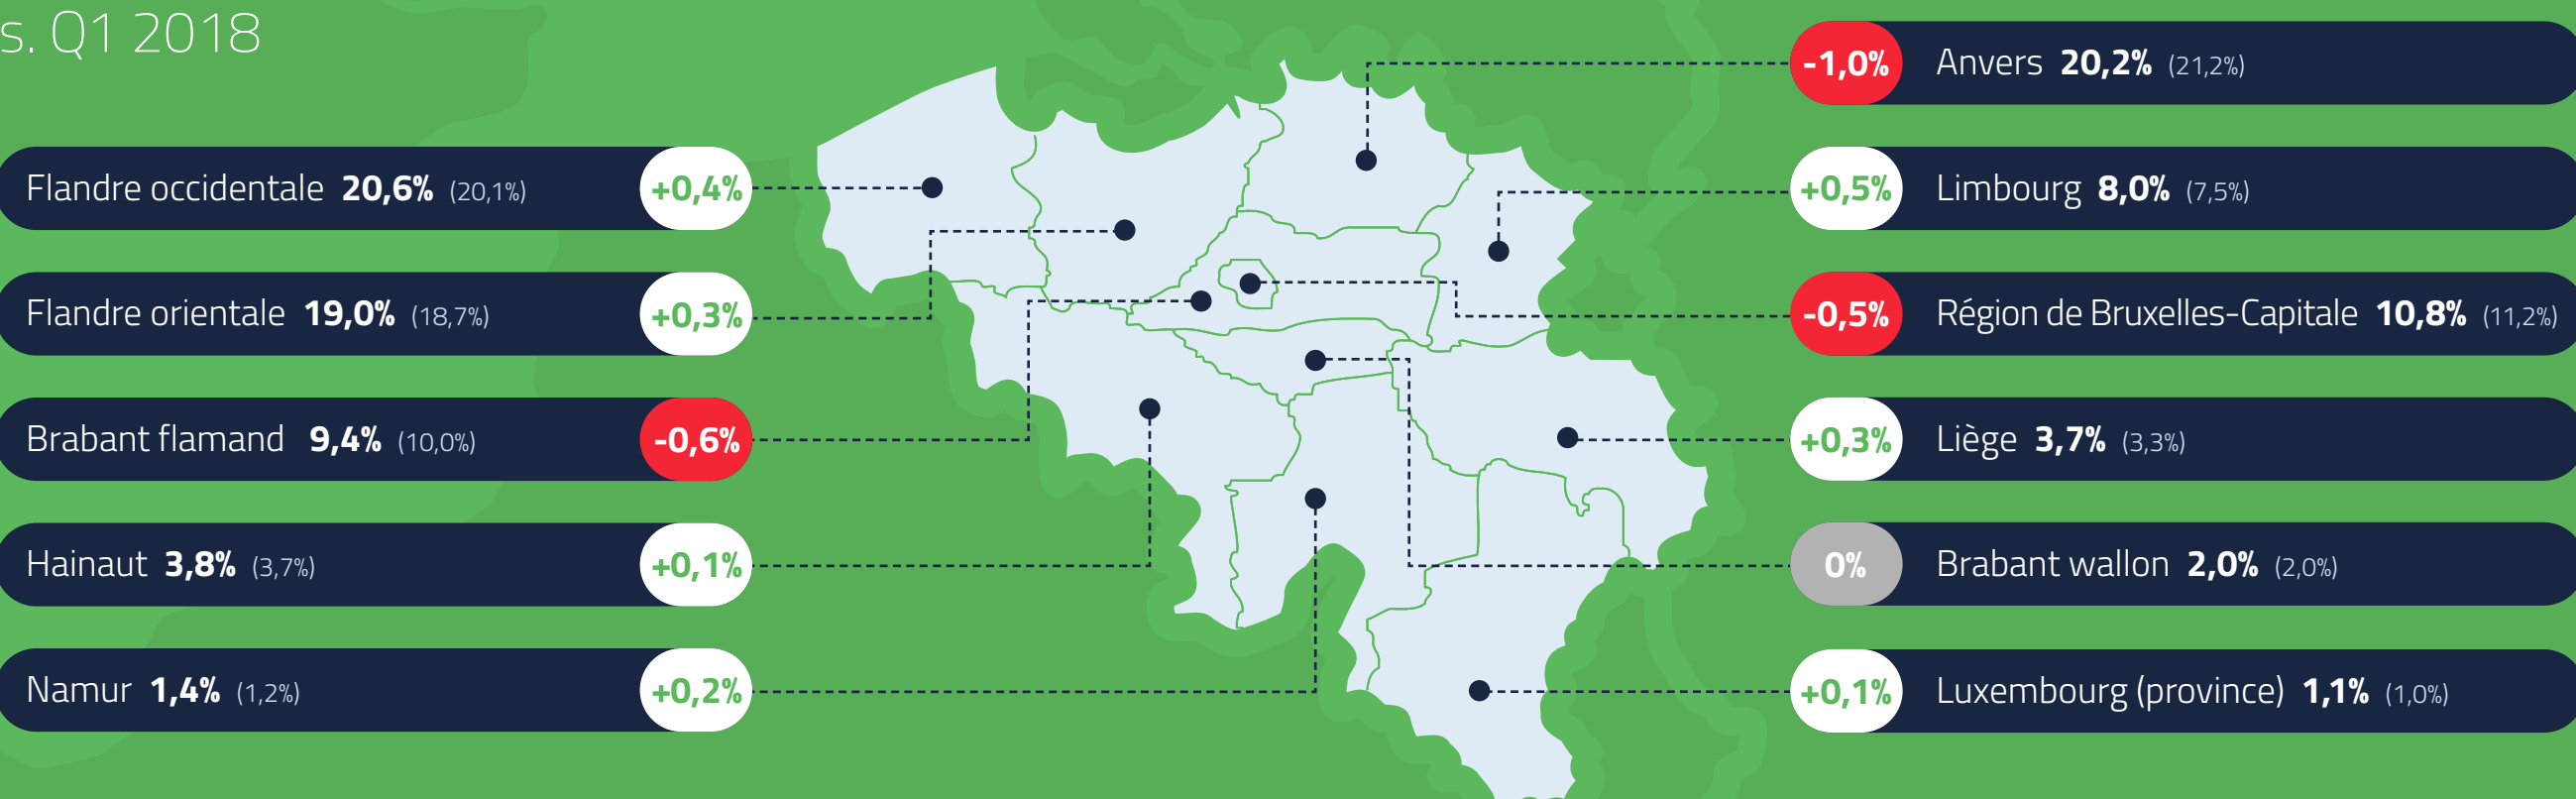 s. Q1 2018
Flandre occidentale 20,6% (20,1%) +0,4%
Flandre orientale 19,0% (18,7%) +0,3%
Brabant flamand 9,4% (10,0%) -0,6%
Hainaut 3,8% (3,7%) +0,1%
Namur 1,4% (1,2%) +0,2%
-1,0% Anvers 20,2% (21,2%)
+0,5% Limbourg 8,0% (7,5%)
-0,5% Région de Bruxelles-Capitale 10,8% (11,2%)
+0,3% Liège 3,7% (3,3%)
0% Brabant wallon 2,0% (2,0%)
+0,1% Luxembourg (province) 1,1% (1,0%)